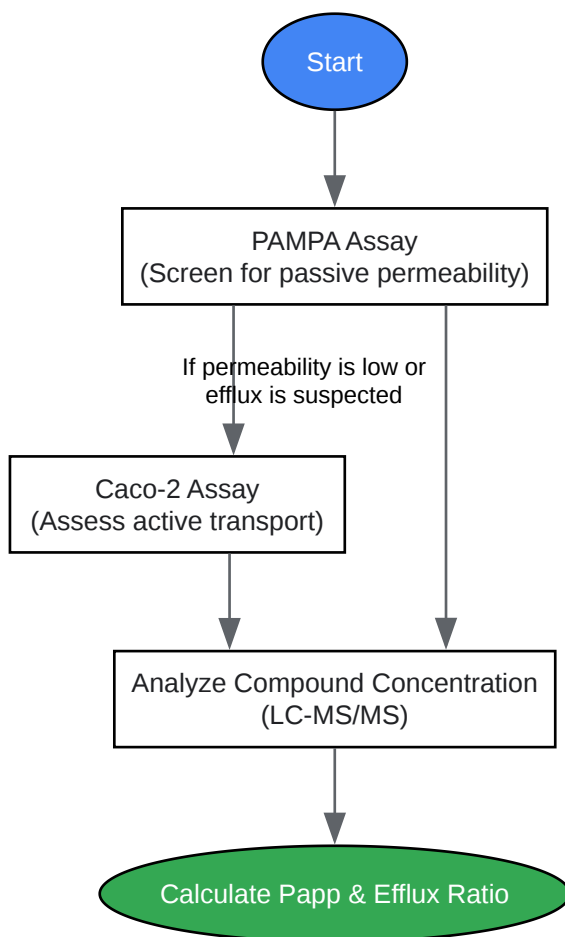 Start
PAMPA Assay
(Screen for passive permeability)
If permeability is low or
efflux is suspected
Caco-2 Assay
(Assess active transport)
Analyze Compound Concentration
(LC-MS/MS)
Calculate Papp & Efflux Ratio